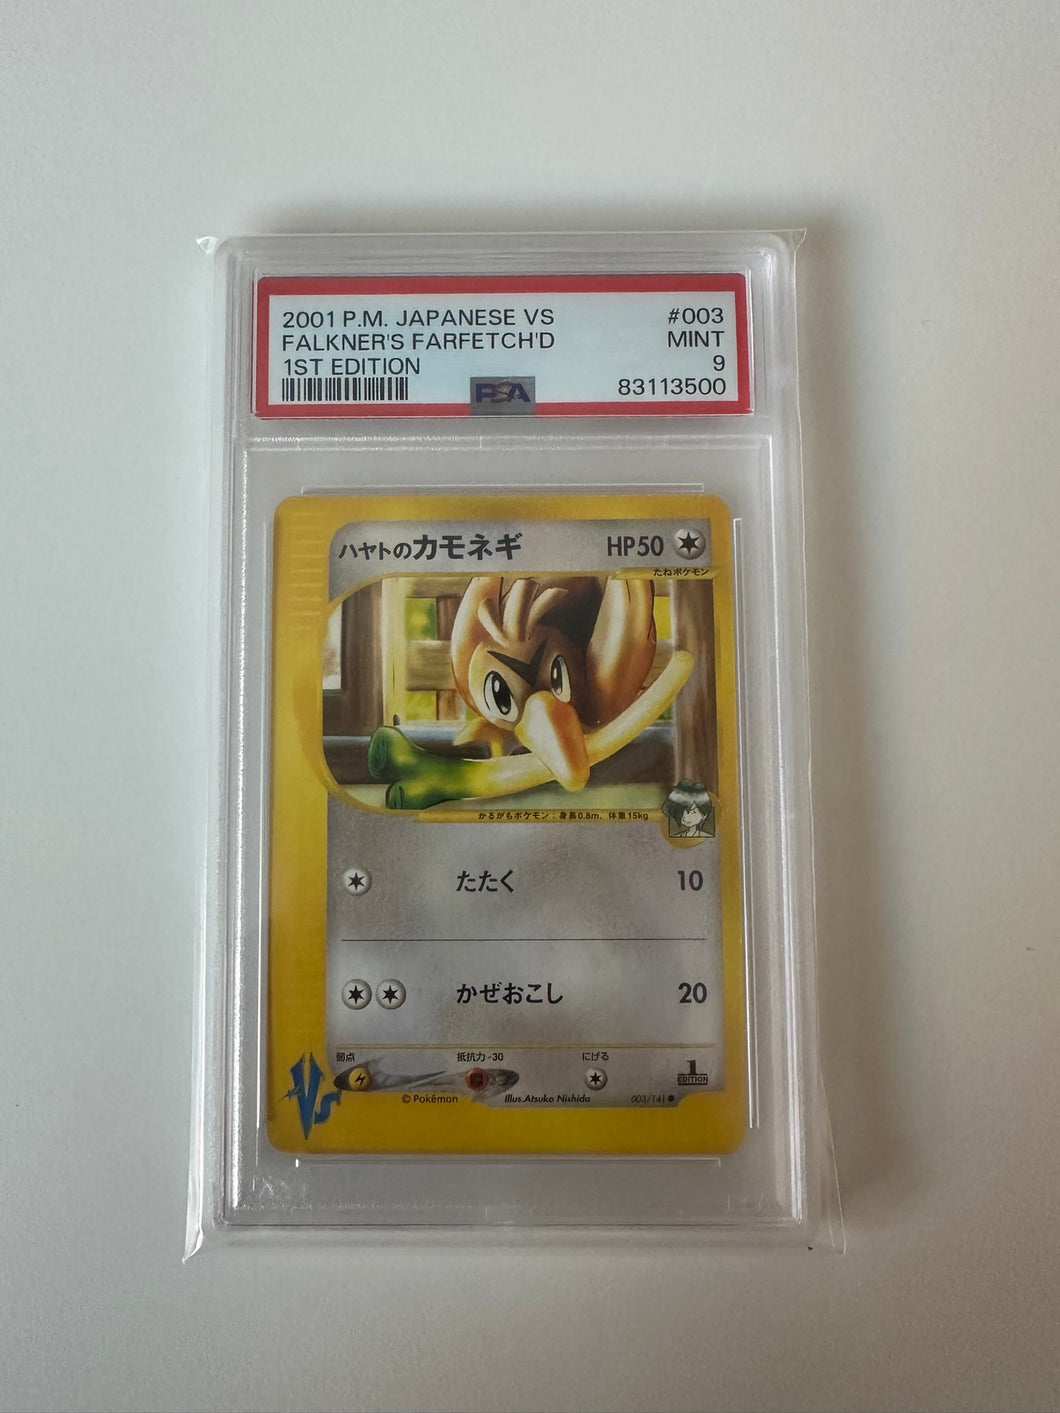 2001 P.M. JAPANESE VS #003
FALKNER'S FARFETCH'D MINT
1ST EDITION 9
PSA 83113500
ハヤトのカモネギ HP50
たねポケモン
かるがもポケモン：身長0.8m, 体重15kg
たたく 10
かぜおこし 20
弱点 抵抗力 -30 にげる
1
EDITION
Vs
© Pokémon Illus. Atsuko Nishida 003/141